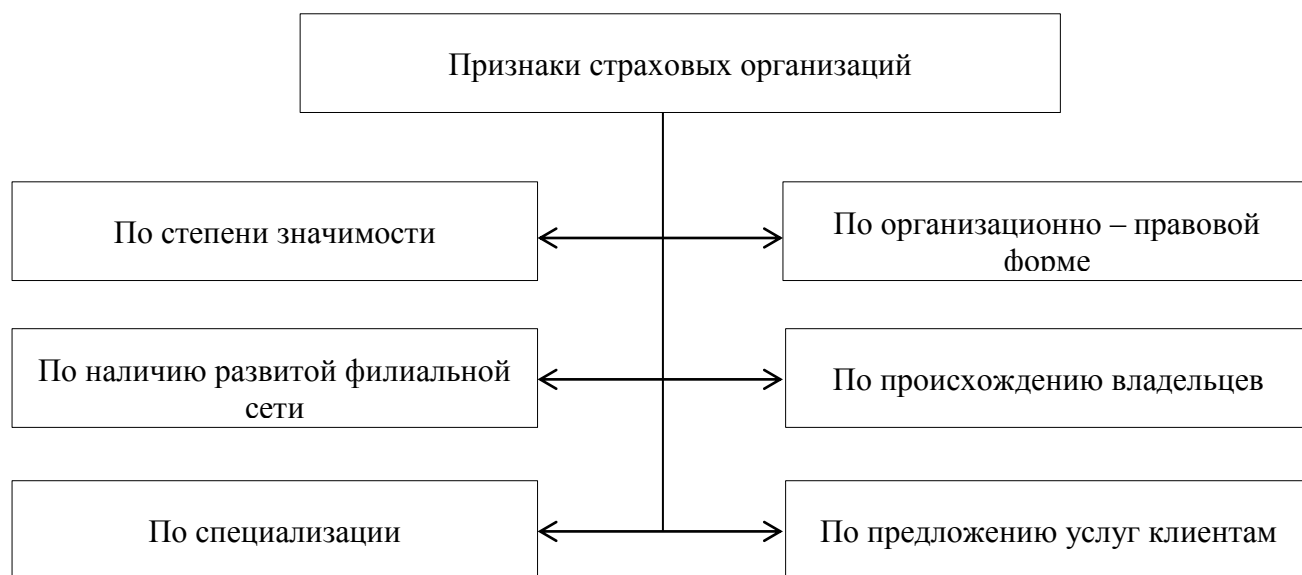 Признаки страховых организаций
По степени значимости
По организационно – правовой
форме
По наличию развитой филиальной
сети
По происхождению владельцев
По специализации
По предложению услуг клиентам